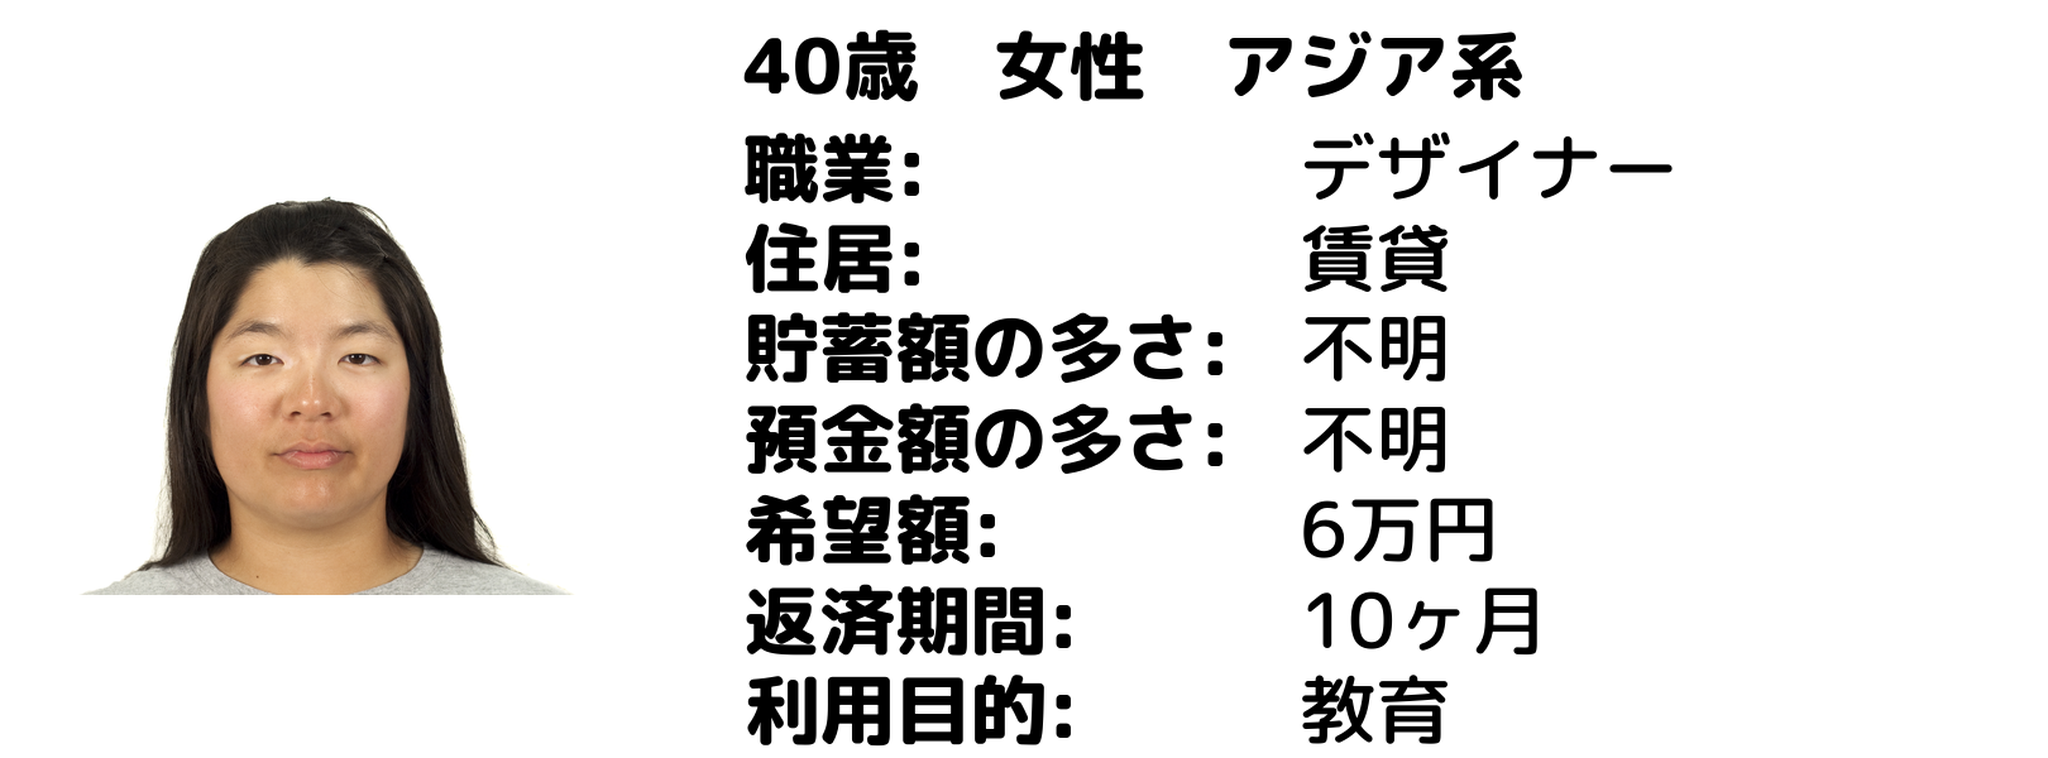 40歳　女性　アジア系
職業:　デザイナー
住居:　賃貸
貯蓄額の多さ:　不明
預金額の多さ:　不明
希望額:　6万円
返済期間:　10ヶ月
利用目的:　教育